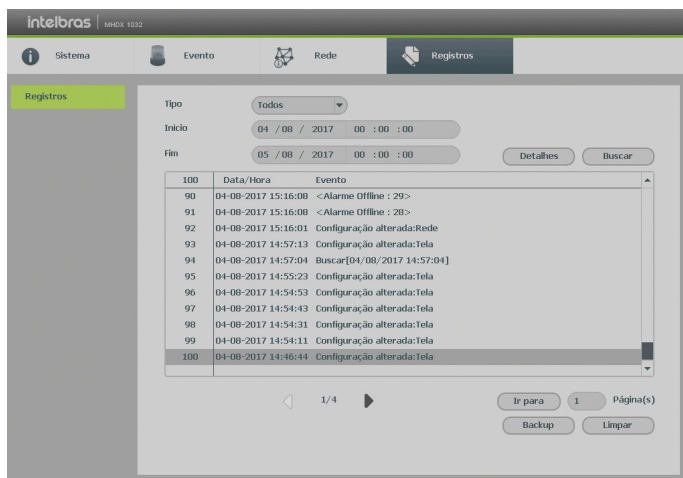 intelbras | MHDX 1032
Sistema Evento Rede Registros
Registros
Tipo Todos
Início 04 / 08 / 2017 00 : 00 : 00
Fim 05 / 08 / 2017 00 : 00 : 00 Detalhes Buscar
100 Data/Hora Evento
90 04-08-2017 15:16:08 <Alarme Offline : 29>
91 04-08-2017 15:16:08 <Alarme Offline : 28>
92 04-08-2017 15:16:01 Configuração alterada:Rede
93 04-08-2017 14:57:13 Configuração alterada:Tela
94 04-08-2017 14:57:04 Buscar[04/08/2017 14:57:04]
95 04-08-2017 14:55:23 Configuração alterada:Tela
96 04-08-2017 14:54:53 Configuração alterada:Tela
97 04-08-2017 14:54:43 Configuração alterada:Tela
98 04-08-2017 14:54:31 Configuração alterada:Tela
99 04-08-2017 14:54:11 Configuração alterada:Tela
100 04-08-2017 14:46:44 Configuração alterada:Tela
1/4 Ir para 1 Página(s)
Backup Limpar